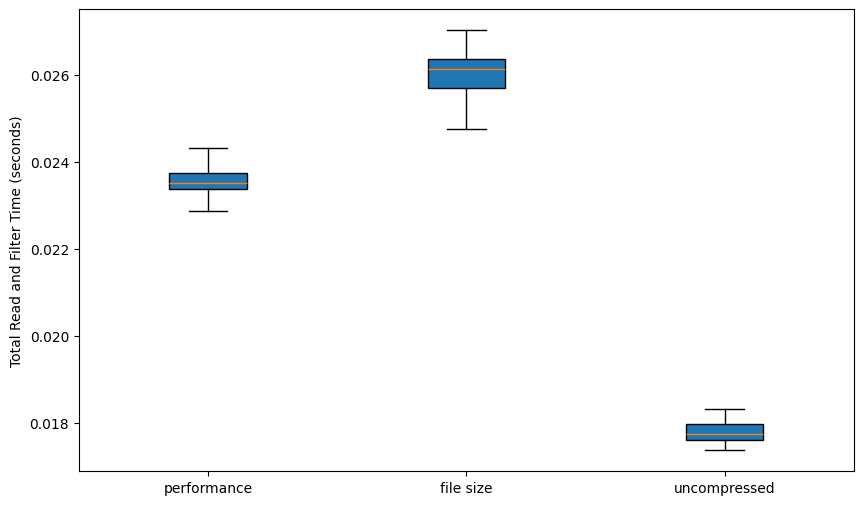 Total Read and Filter Time (seconds)
0.026
0.024
0.022
0.020
0.018
performance
file size
uncompressed